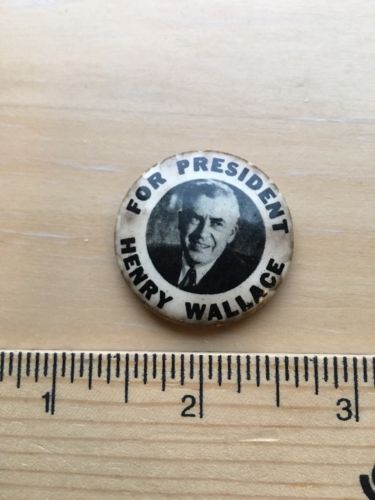 FOR PRESIDENT
HENRY WALLACE
1 2 3